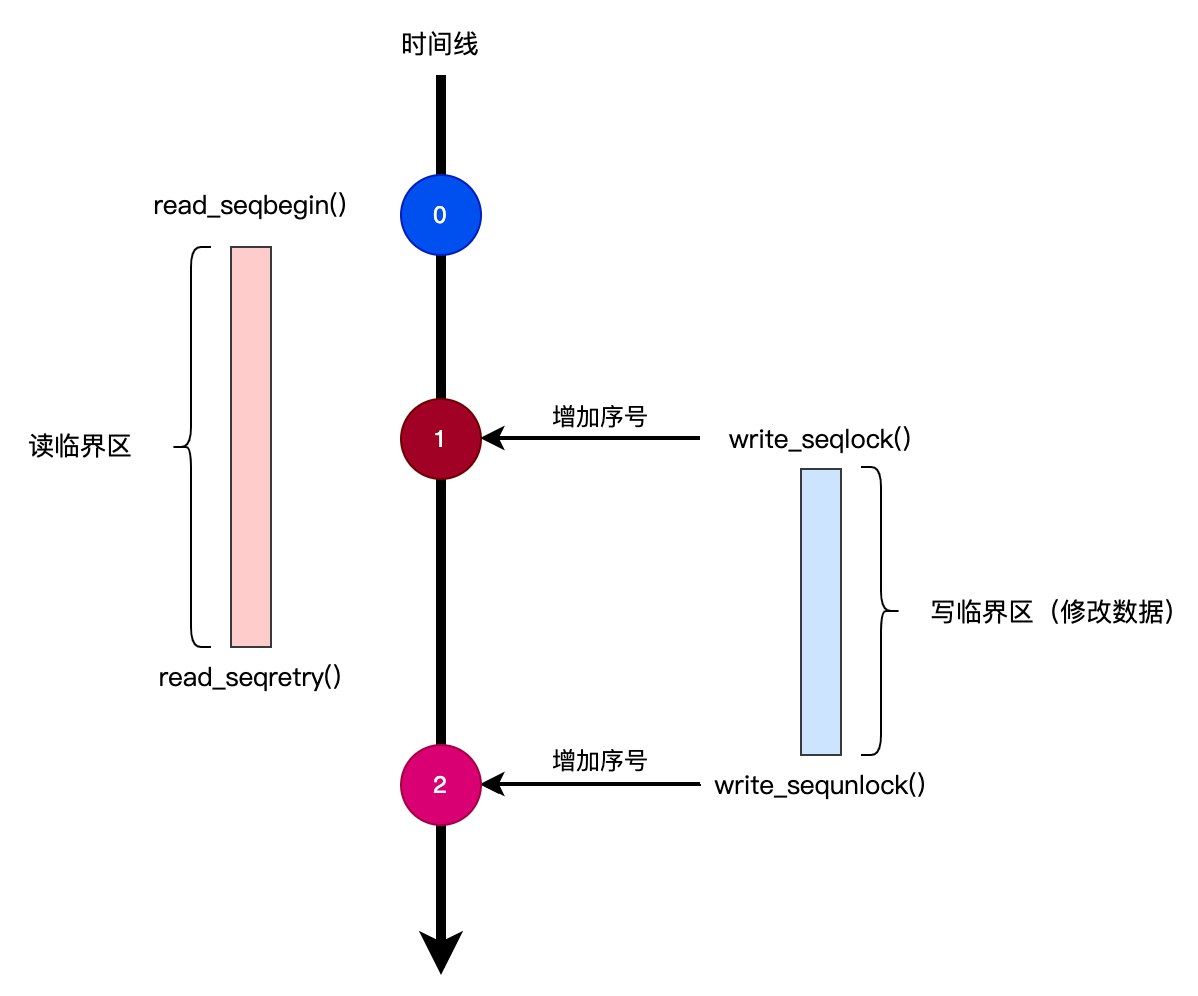 时间线
read_seqbegin()
0
读临界区
1
增加序号
write_seqlock()
写临界区（修改数据）
read_seqretry()
2
增加序号
write_sequnlock()